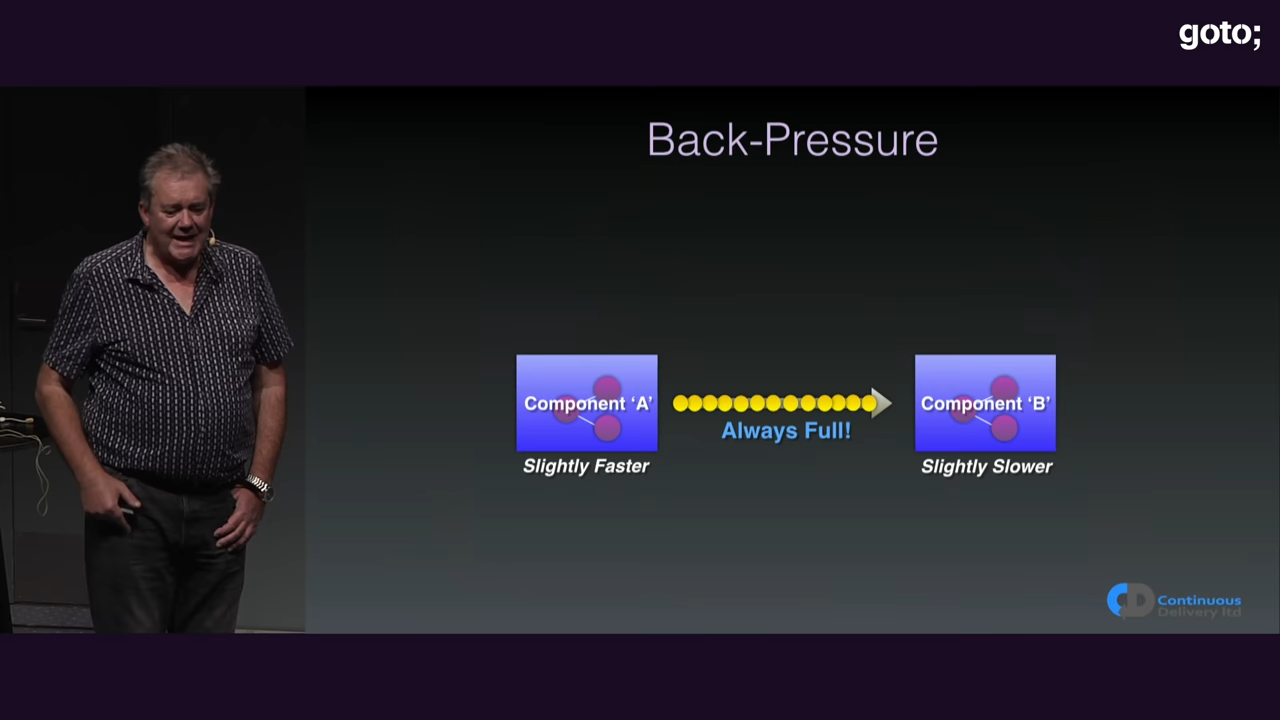 goto;
Back-Pressure
Component 'A'
Component 'B'
Always Full!
Slightly Faster
Slightly Slower
Continuous
Delivery ltd